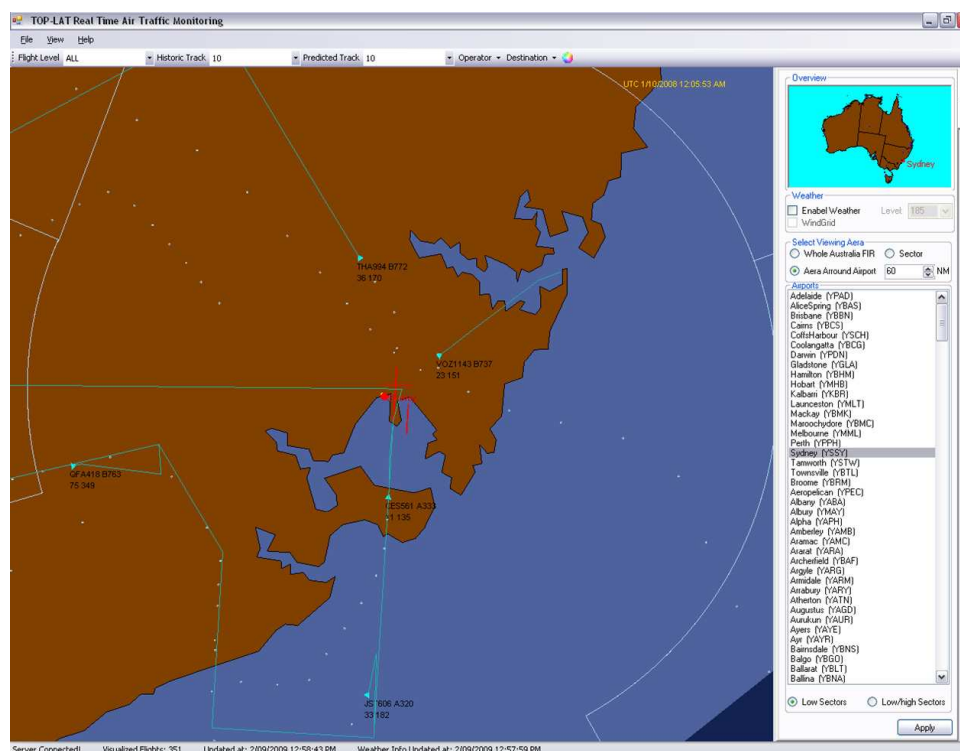 TOP-LAT Real Time Air Traffic Monitoring
File View Help
Flight Level ALL Historic Track 10 Predicted Track 10 Operator Destination
UTC 1/10/2008 12:05:53 AM
THA994 B772
36 170
VOZ1143 B737
23 151
QFA418 B763
75 349
CES561 A333
11 135
JST606 A320
33 182
Overview
Sydney
Weather
Enabel Weather Level: 185
WindGrid
Select Viewing Aera
Whole Australia FIR Sector
Aera Arround Airport 60 NM
Airports
Adelaide (YPAD)
AliceSpring (YBAS)
Brisbane (YBBN)
Cairns (YBCS)
CoffsHarbour (YSCH)
Coolangatta (YBCG)
Darwin (YPDN)
Gladstone (YGLA)
Hamilton (YBHM)
Hobart (YMHB)
Kalbarri (YKBR)
Launceston (YMLT)
Mackay (YBMK)
Maroochydore (YBMC)
Melbourne (YMML)
Perth (YPPH)
Sydney (YSSY)
Tamworth (YSTW)
Townsville (YBTL)
Broome (YBRM)
Aeropelican (YPEC)
Albany (YABA)
Albury (YMAY)
Alpha (YAPH)
Amberley (YAMB)
Aramac (YAMC)
Ararat (YARA)
Archerfield (YBAF)
Argyle (YARG)
Armidale (YARM)
Arrabury (YARY)
Atherton (YATN)
Augustus (YAGD)
Aurukun (YAUR)
Ayers (YAYE)
Ayr (YAYR)
Bairnsdale (YBNS)
Balgo (YBGO)
Ballarat (YBLT)
Ballina (YBNA)
Low Sectors Low/high Sectors
Apply
Server Connected! Visualized Flights: 351 Updated at: 2/09/2009 12:58:43 PM Weather Info Updated at: 2/09/2009 12:57:59 PM